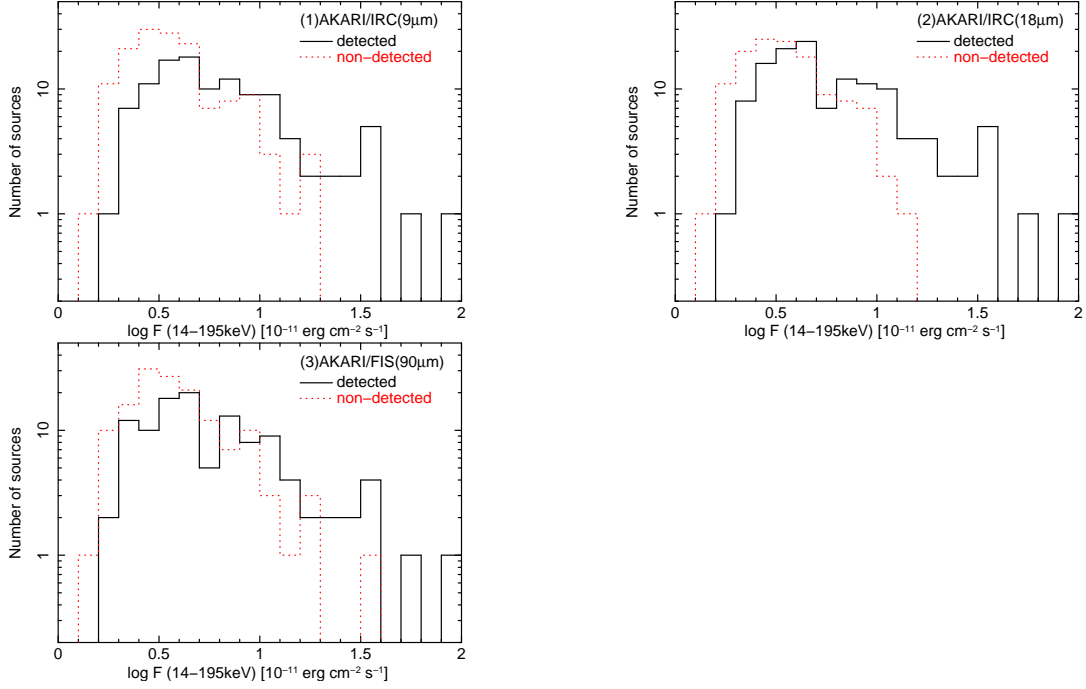 (1)AKARI/IRC(9μm)
detected
non−detected
Number of sources
10
1
0
0.5
1
1.5
2
log F (14−195keV) [10⁻¹¹ erg cm⁻² s⁻¹]
(2)AKARI/IRC(18μm)
detected
non−detected
Number of sources
10
1
0
0.5
1
1.5
2
log F (14−195keV) [10⁻¹¹ erg cm⁻² s⁻¹]
(3)AKARI/FIS(90μm)
detected
non−detected
Number of sources
10
1
0
0.5
1
1.5
2
log F (14−195keV) [10⁻¹¹ erg cm⁻² s⁻¹]